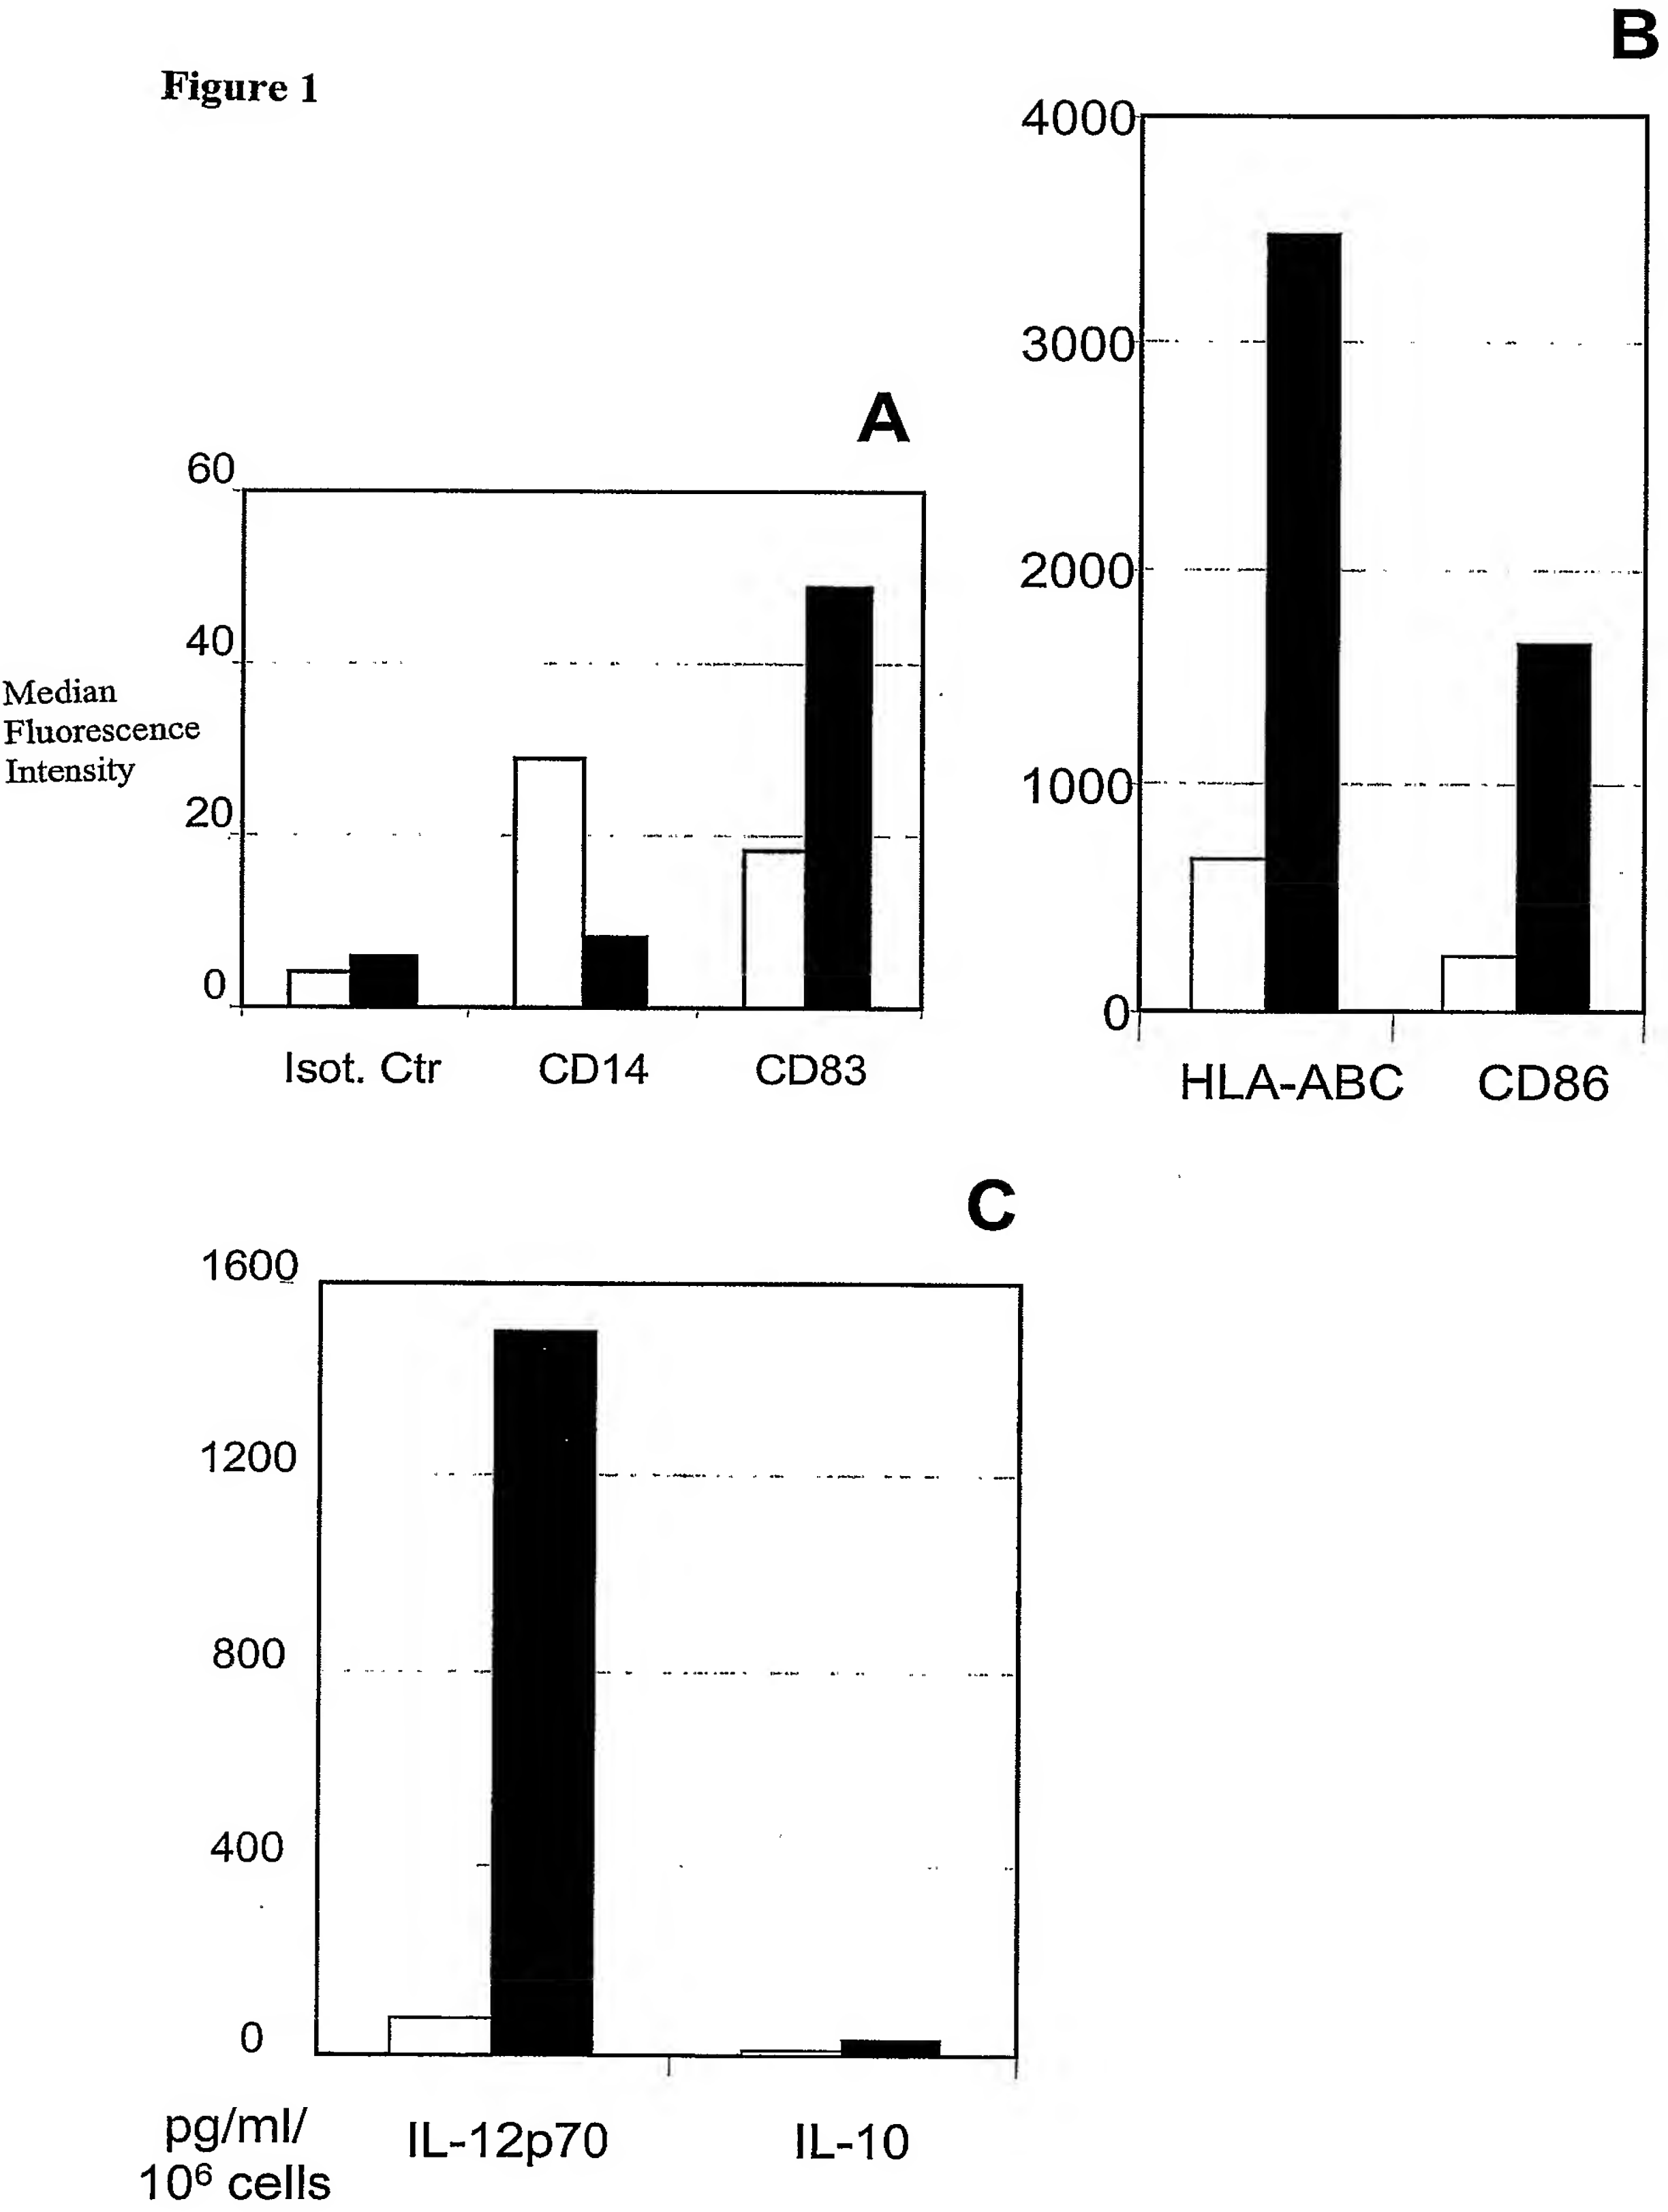 Figure 1
B
4000
3000
2000
1000
0
HLA-ABC CD86
A
60
40
20
0
Median
Fluorescence
Intensity
Isot. Ctr CD14 CD83
C
1600
1200
800
400
0
pg/ml/
10⁶ cells
IL-12p70 IL-10